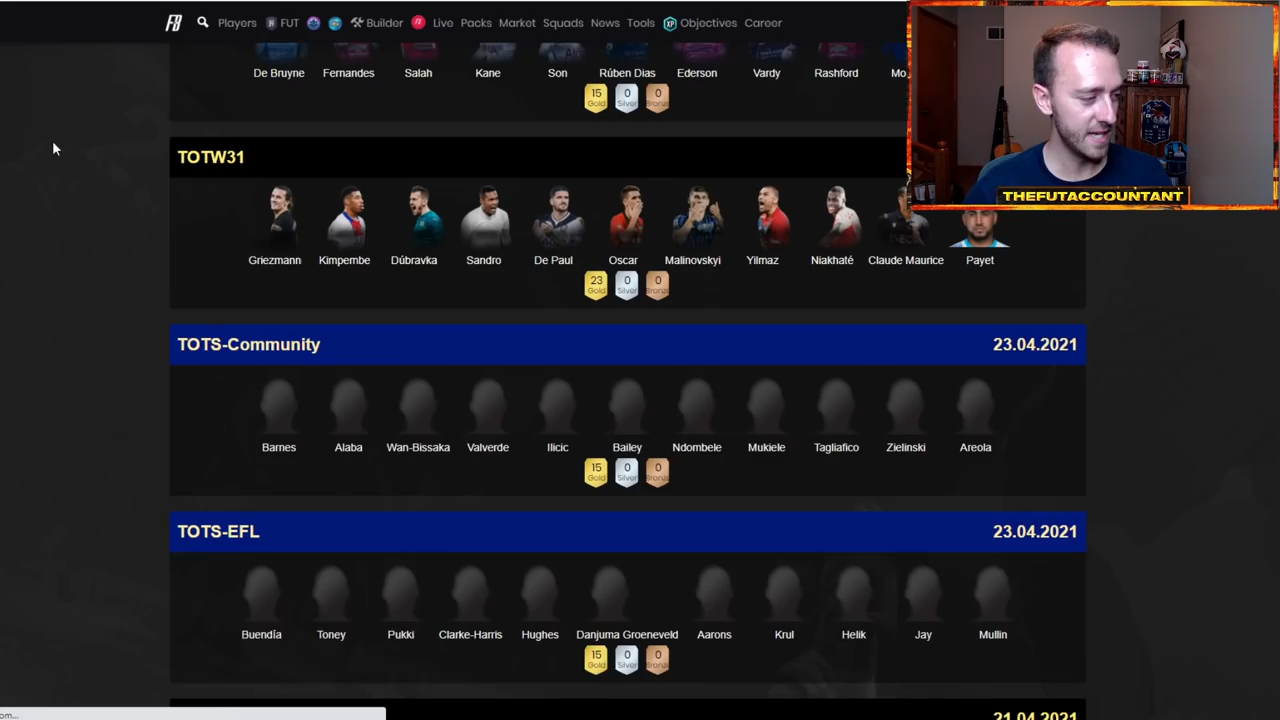 Players FUT Builder Live Packs Market Squads News Tools Objectives Career
De Bruyne Fernandes Salah Kane Son Rúben Dias Ederson Vardy Rashford Mo
15 0 0
Gold Silver Bronze
THEFUTACCOUNTANT
TOTW31
Griezmann Kimpembe Dúbravka Sandro De Paul Oscar Malinovskyi Yilmaz Niakhaté Claude Maurice Payet
23 0 0
Gold Silver Bronze
TOTS-Community 23.04.2021
Barnes Alaba Wan-Bissaka Valverde Ilicic Bailey Ndombele Mukiele Tagliafico Zielinski Areola
15 0 0
Gold Silver Bronze
TOTS-EFL 23.04.2021
Buendía Toney Pukki Clarke-Harris Hughes Danjuma Groeneveld Aarons Krul Helik Jay Mullin
15 0 0
Gold Silver Bronze
21.04.2021
om...